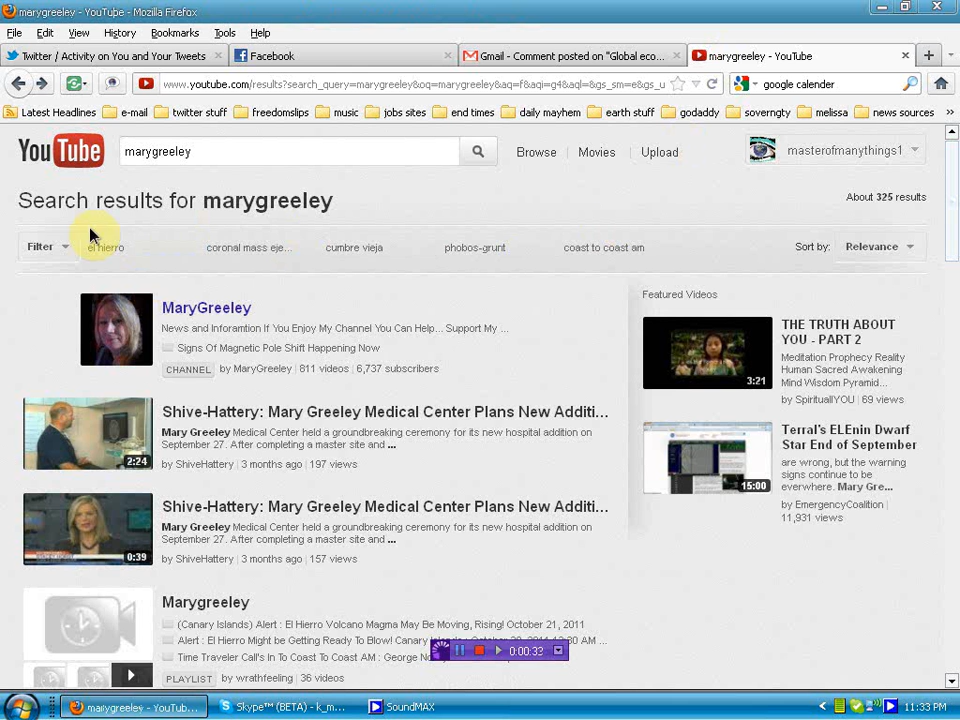 marygreeley - YouTube - Mozilla Firefox
File Edit View History Bookmarks Tools Skype Help
Twitter / Activity on You and Your Tweets Facebook Gmail - Comment posted on "Global eco... marygreeley - YouTube
www.youtube.com/results?search_query=marygreeley&oq=marygreeley&aq=f&aqi=g4&aql=&gs_sm=e&gs_u google calender
Latest Headlines e-mail twitter stuff freedomslips music jobs sites end times daily mayhem earth stuff godaddy soverngty melissa news sources
YouTube marygreeley Browse Movies Upload masterofmanythings1
Search results for marygreeley About 325 results
Filter el hierro coronal mass eje... cumbre vieja phobos-grunt coast to coast am Sort by: Relevance
MaryGreeley
News and Inforamtion If You Enjoy My Channel You Can Help... Support My ...
Signs Of Magnetic Pole Shift Happening Now
CHANNEL by MaryGreeley | 811 videos | 6,737 subscribers
Shive-Hattery: Mary Greeley Medical Center Plans New Additi...
Mary Greeley Medical Center held a groundbreaking ceremony for its new hospital addition on
September 27. After completing a master site and ...
2:24
by ShiveHattery | 3 months ago | 197 views
Shive-Hattery: Mary Greeley Medical Center Plans New Additi...
Mary Greeley Medical Center held a groundbreaking ceremony for its new hospital addition on
September 27. After completing a master site and ...
0:39
by ShiveHattery | 3 months ago | 157 views
Marygreeley
(Canary Islands) Alert : El Hierro Volcano Magma May Be Moving, Rising! October 21, 2011
Alert : El Hierro Might be Getting Ready To Blow! Canary 12:30 AM ...
Time Traveler Call's In To Coast To Coast AM : George No
PLAYLIST by wrathfeeling | 36 videos
0:00:33
Featured Videos
THE TRUTH ABOUT
YOU - PART 2
Meditation Prophecy Reality
Human Sacred Awakening
Mind Wisdom Pyramid...
3:21
by SpirituallYOU | 69 views
Terral's ELEnin Dwarf
Star End of September
are wrong, but the warning
signs continue to be
everwhere. Mary Gre...
15:00
by EmergencyCoalition |
11,931 views
marygreeley - YouTub... Skype™ (BETA) - k_m... SoundMAX 11:33 PM